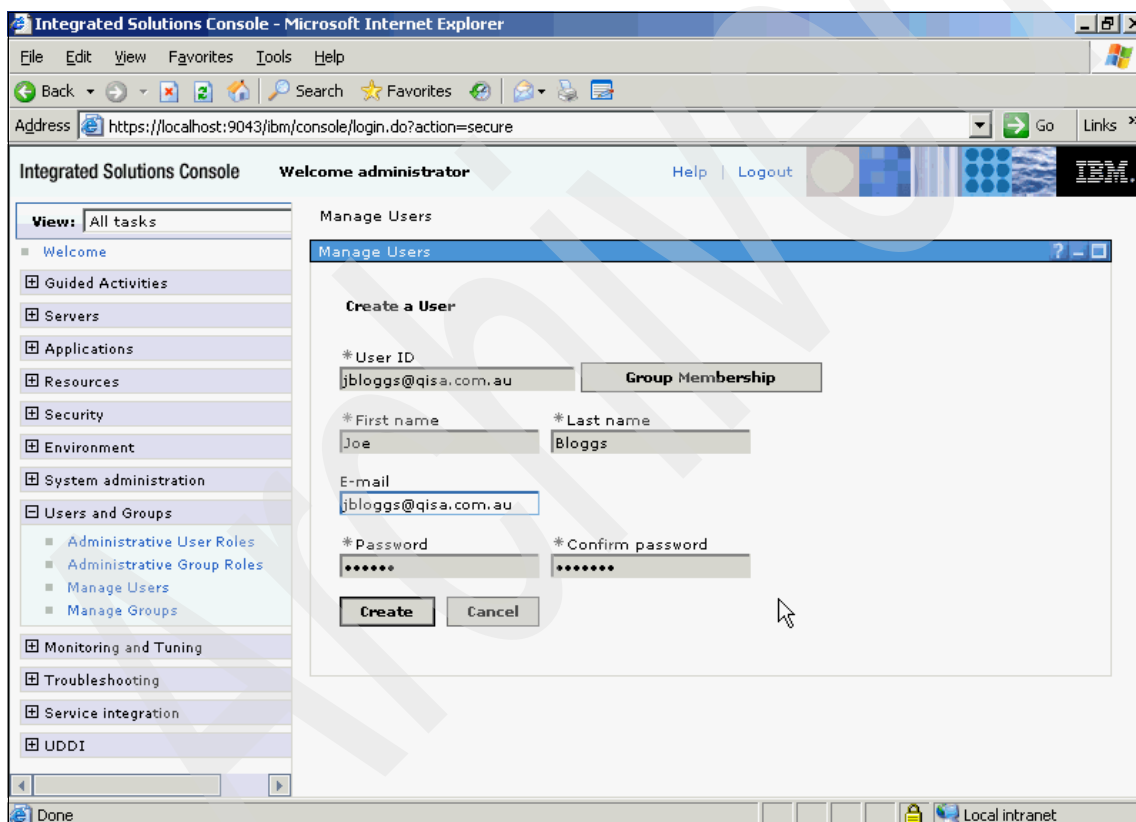 Integrated Solutions Console - Microsoft Internet Explorer
File Edit View Favorites Tools Help
Back Search Favorites
Address https://localhost:9043/ibm/console/login.do?action=secure Go Links »
Integrated Solutions Console Welcome administrator Help | Logout IBM.
View: All tasks
Welcome
Guided Activities
Servers
Applications
Resources
Security
Environment
System administration
Users and Groups
Administrative User Roles
Administrative Group Roles
Manage Users
Manage Groups
Monitoring and Tuning
Troubleshooting
Service integration
UDDI
Manage Users
Manage Users ?
Create a User
*User ID
jbloggs@qisa.com.au Group Membership
*First name *Last name
Joe Bloggs
E-mail
jbloggs@qisa.com.au
*Password *Confirm password
••••••• •••••••
Create Cancel
Done Local intranet
Archive